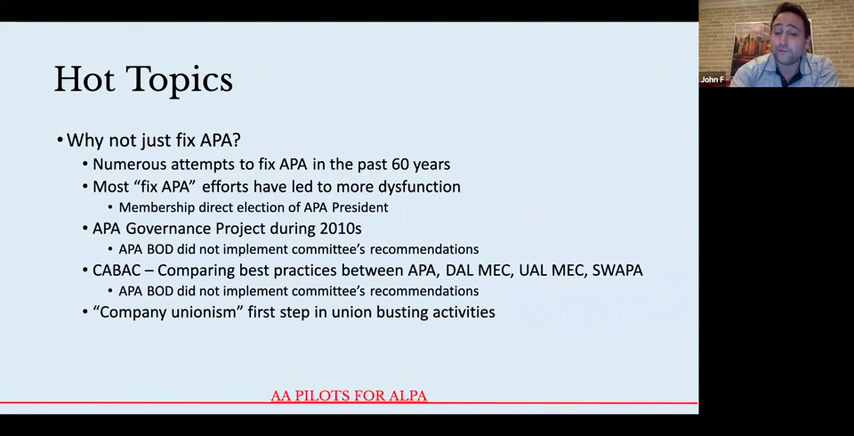 Hot Topics
•Why not just fix APA?
• Numerous attempts to fix APA in the past 60 years
• Most “fix APA” efforts have led to more dysfunction
• Membership direct election of APA President
• APA Governance Project during 2010s
• APA BOD did not implement committee’s recommendations
• CABAC – Comparing best practices between APA, DAL MEC, UAL MEC, SWAPA
• APA BOD did not implement committee’s recommendations
• “Company unionism” first step in union busting activities
AA PILOTS FOR ALPA
John F